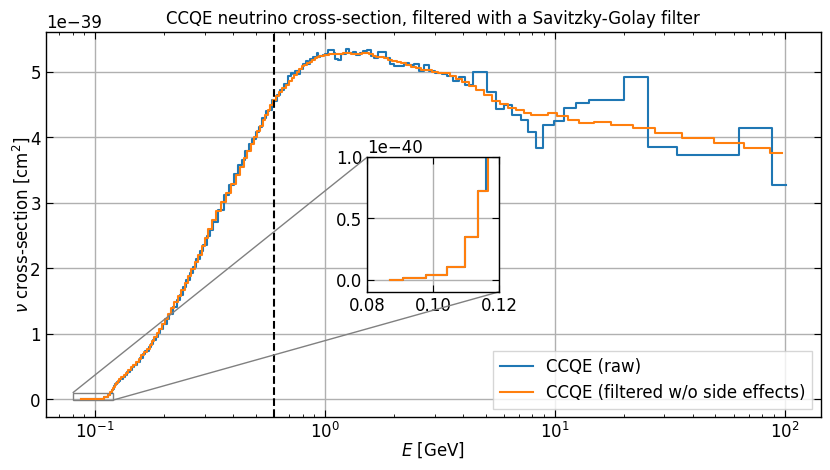 CCQE neutrino cross-section, filtered with a Savitzky-Golay filter
1e−39
5
4
3
2
1
0
ν cross-section [cm²]
1e−40
1.0
0.5
0.0
0.08 0.10 0.12
CCQE (raw)
CCQE (filtered w/o side effects)
10⁻¹ 10⁰ 10¹ 10²
E [GeV]